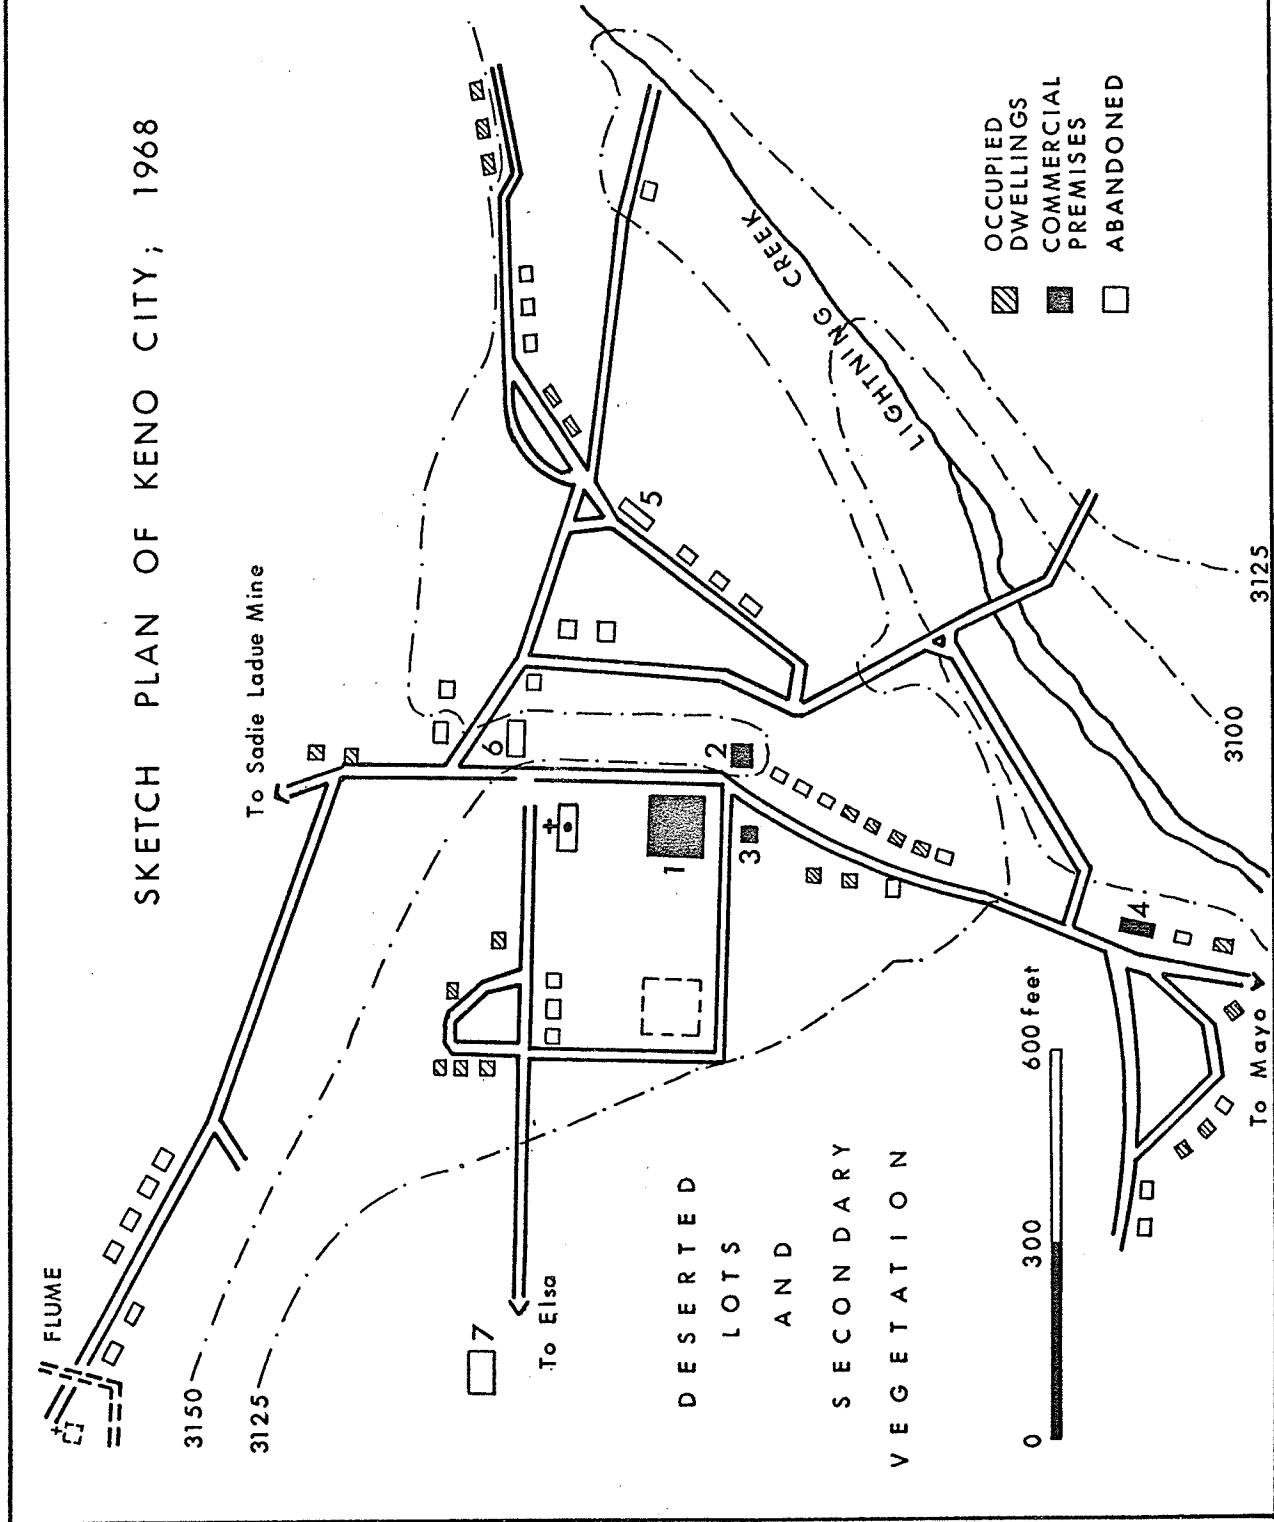 SKETCH PLAN OF KENO CITY; 1968
FLUME
To Sadie Ladue Mine
3150
3125
7
To Elsa
6
5
1
2
3
4
DESERTED
LOTS
AND
SECONDARY
VEGETATION
LIGHTNING CREEK
OCCUPIED
DWELLINGS
COMMERCIAL
PREMISES
ABANDONED
0 300 600 feet
To Mayo
3100
3125